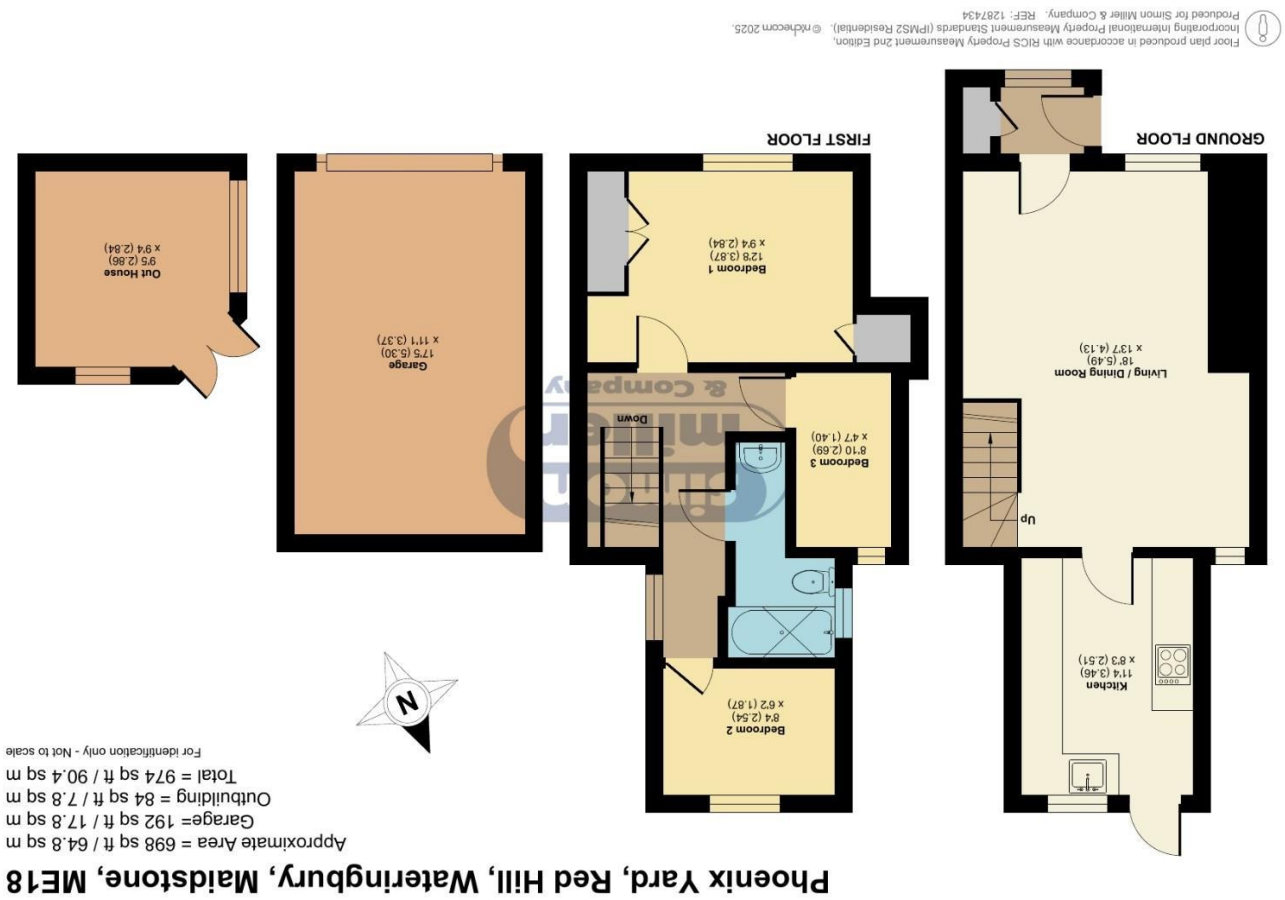 Phoenix Yard, Red Hill, Wateringbury, Maidstone, ME18
Approximate Area = 698 sq ft / 64.8 sq m
Garage= 192 sq ft / 17.8 sq m
Outbuilding = 84 sq ft / 7.8 sq m
Total = 974 sq ft / 90.4 sq m
For identification only - Not to scale
N
Kitchen
11'4 (3.46)
x 8'3 (2.51)
Up
Living / Dining Room
18' (5.49)
x 13'7 (4.13)
GROUND FLOOR
Bedroom 2
8'4 (2.54)
x 6'2 (1.87)
Bedroom 3
8'10 (2.69)
x 4'7 (1.40)
Down
simon
miller
& Company
Bedroom 1
12'8 (3.87)
x 9'4 (2.84)
FIRST FLOOR
Garage
17'5 (5.30)
x 11'1 (3.37)
Out House
9'5 (2.86)
x 9'4 (2.84)
Floor plan produced in accordance with RICS Property Measurement 2nd Edition,
Incorporating International Property Measurement Standards (IPMS2 Residential). ©nichecom 2025.
Produced for Simon Miller & Company. REF: 1287434